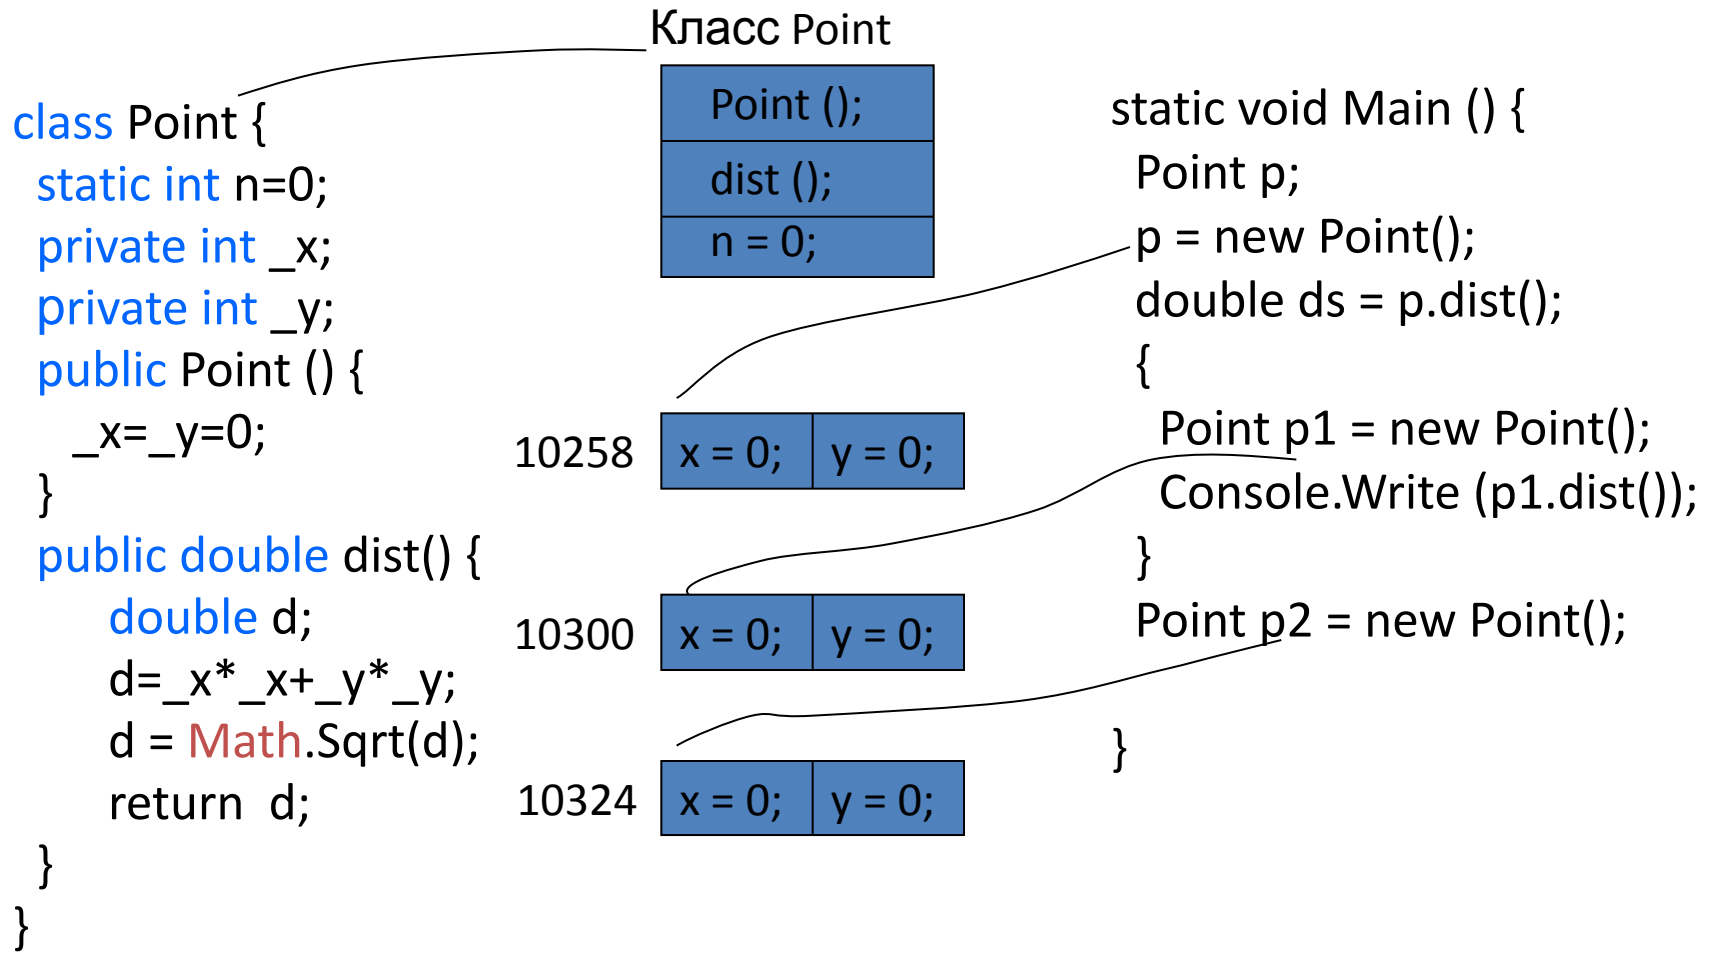 Класс Point
class Point {
static int n=0;
private int _x;
private int _y;
public Point () {
_x=_y=0;
}
public double dist() {
double d;
d=_x*_x+_y*_y;
d = Math.Sqrt(d);
return d;
}
}
Point ();
dist ();
n = 0;
10258 x = 0; y = 0;
10300 x = 0; y = 0;
10324 x = 0; y = 0;
static void Main () {
Point p;
p = new Point();
double ds = p.dist();
{
Point p1 = new Point();
Console.Write (p1.dist());
}
Point p2 = new Point();
}